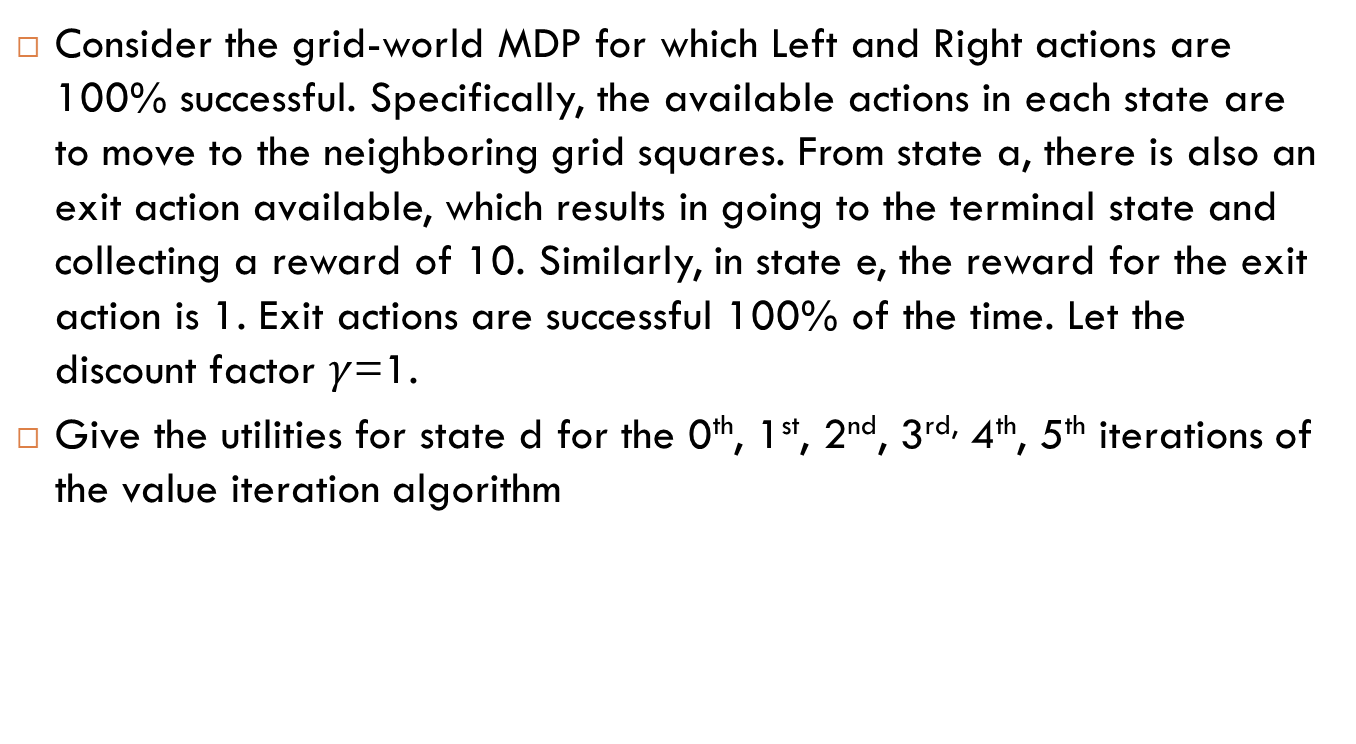 Consider the grid-world MDP for which Left and Right actions are
100% successful. Specifically, the available actions in each state are
to move to the neighboring grid squares. From state a, there is also an
exit action available, which results in going to the terminal state and
collecting a reward of 10. Similarly, in state e, the reward for the exit
action is 1. Exit actions are successful 100% of the time. Let the
discount factor γ=1.
Give the utilities for state d for the 0th, 1st, 2nd, 3rd, 4th, 5th iterations of
the value iteration algorithm